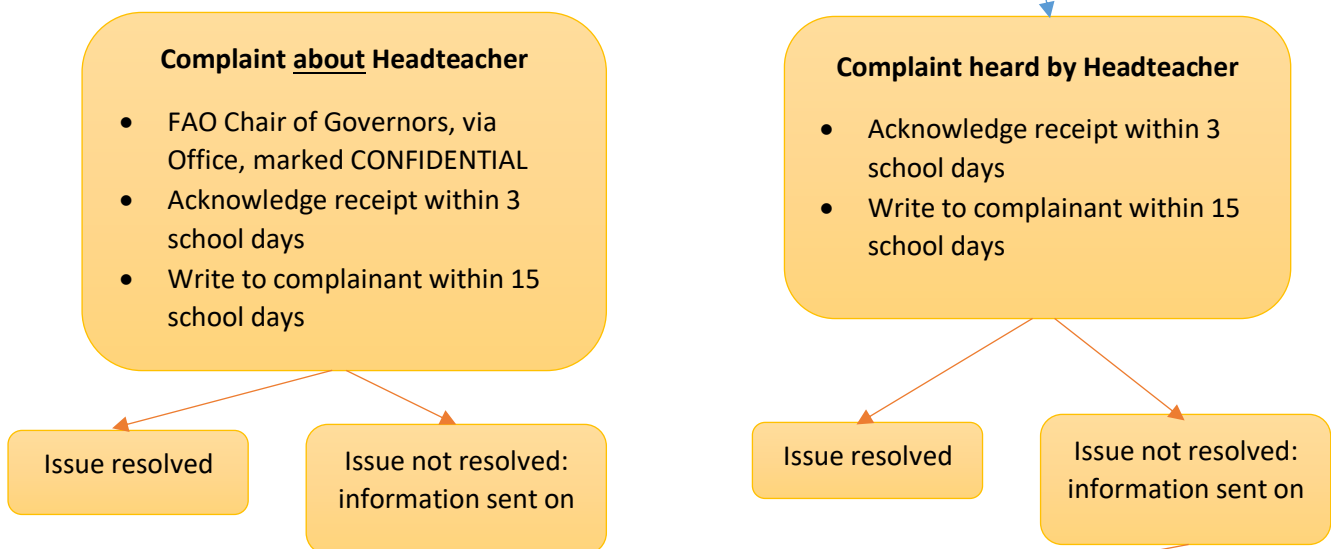 Complaint about Headteacher
• FAO Chair of Governors, via
Office, marked CONFIDENTIAL
• Acknowledge receipt within 3
school days
• Write to complainant within 15
school days
Issue resolved
Issue not resolved:
information sent on
Complaint heard by Headteacher
• Acknowledge receipt within 3
school days
• Write to complainant within 15
school days
Issue resolved
Issue not resolved:
information sent on